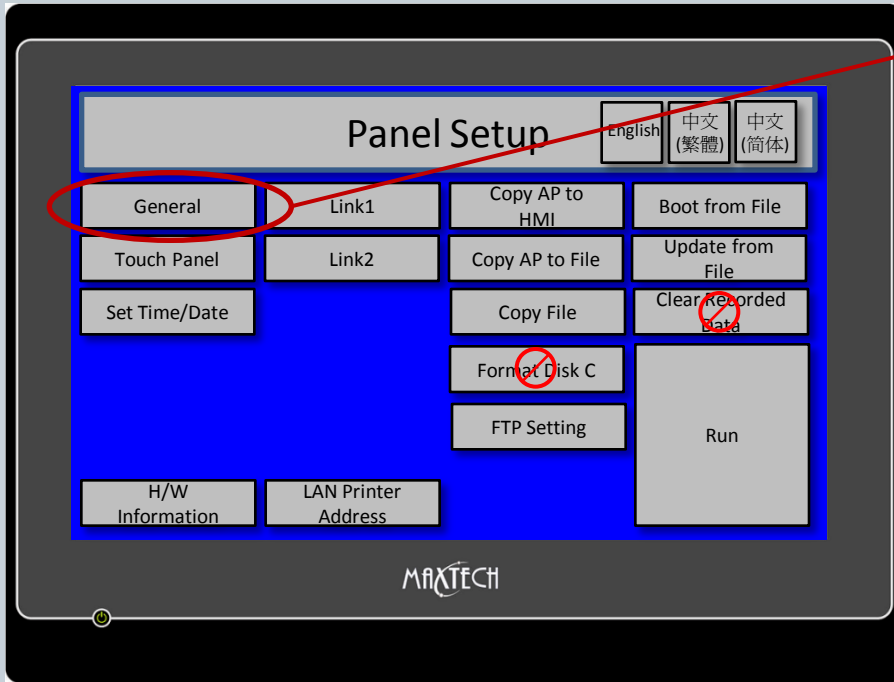 Panel Setup
English
中文
(繁體)
中文
(简体)
General
Link1
Copy AP to
HMI
Boot from File
Touch Panel
Link2
Copy AP to File
Update from
File
Set Time/Date
Copy File
Clear Recorded
Data
Format Disk C
FTP Setting
Run
H/W
Information
LAN Printer
Address
MAXTECH